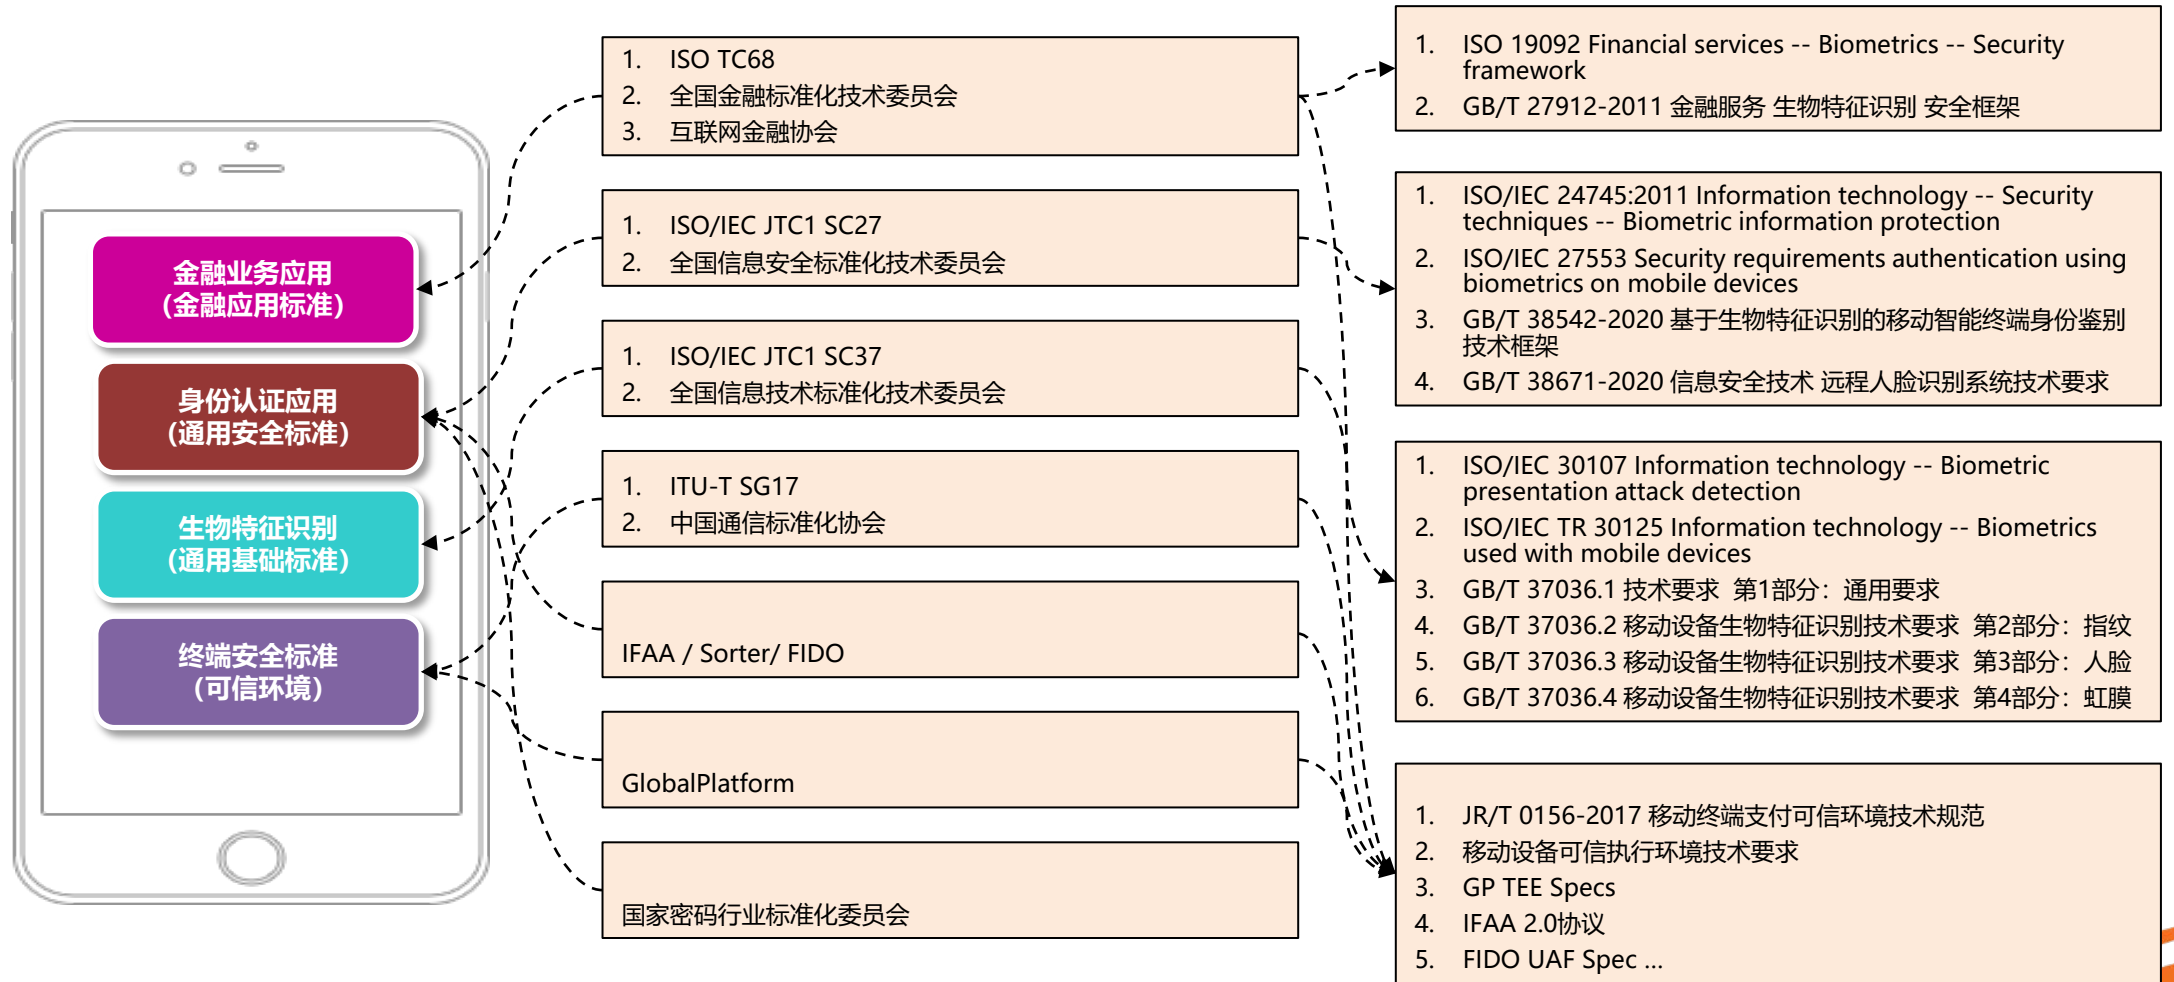 金融业务应用
(金融应用标准)
身份认证应用
(通用安全标准)
生物特征识别
(通用基础标准)
终端安全标准
(可信环境)
1. ISO TC68
2. 全国金融标准化技术委员会
3. 互联网金融协会
1. ISO/IEC JTC1 SC27
2. 全国信息安全标准化技术委员会
1. ISO/IEC JTC1 SC37
2. 全国信息技术标准化技术委员会
1. ITU-T SG17
2. 中国通信标准化协会
IFAA / Sorter/ FIDO
GlobalPlatform
国家密码行业标准化委员会
1. ISO 19092 Financial services -- Biometrics -- Security
framework
2. GB/T 27912-2011 金融服务 生物特征识别 安全框架
1. ISO/IEC 24745:2011 Information technology -- Security
techniques -- Biometric information protection
2. ISO/IEC 27553 Security requirements authentication using
biometrics on mobile devices
3. GB/T 38542-2020 基于生物特征识别的移动智能终端身份鉴别
技术框架
4. GB/T 38671-2020 信息安全技术 远程人脸识别系统技术要求
1. ISO/IEC 30107 Information technology -- Biometric
presentation attack detection
2. ISO/IEC TR 30125 Information technology -- Biometrics
used with mobile devices
3. GB/T 37036.1 技术要求 第1部分：通用要求
4. GB/T 37036.2 移动设备生物特征识别技术要求 第2部分：指纹
5. GB/T 37036.3 移动设备生物特征识别技术要求 第3部分：人脸
6. GB/T 37036.4 移动设备生物特征识别技术要求 第4部分：虹膜
1. JR/T 0156-2017 移动终端支付可信环境技术规范
2. 移动设备可信执行环境技术要求
3. GP TEE Specs
4. IFAA 2.0协议
5. FIDO UAF Spec ...